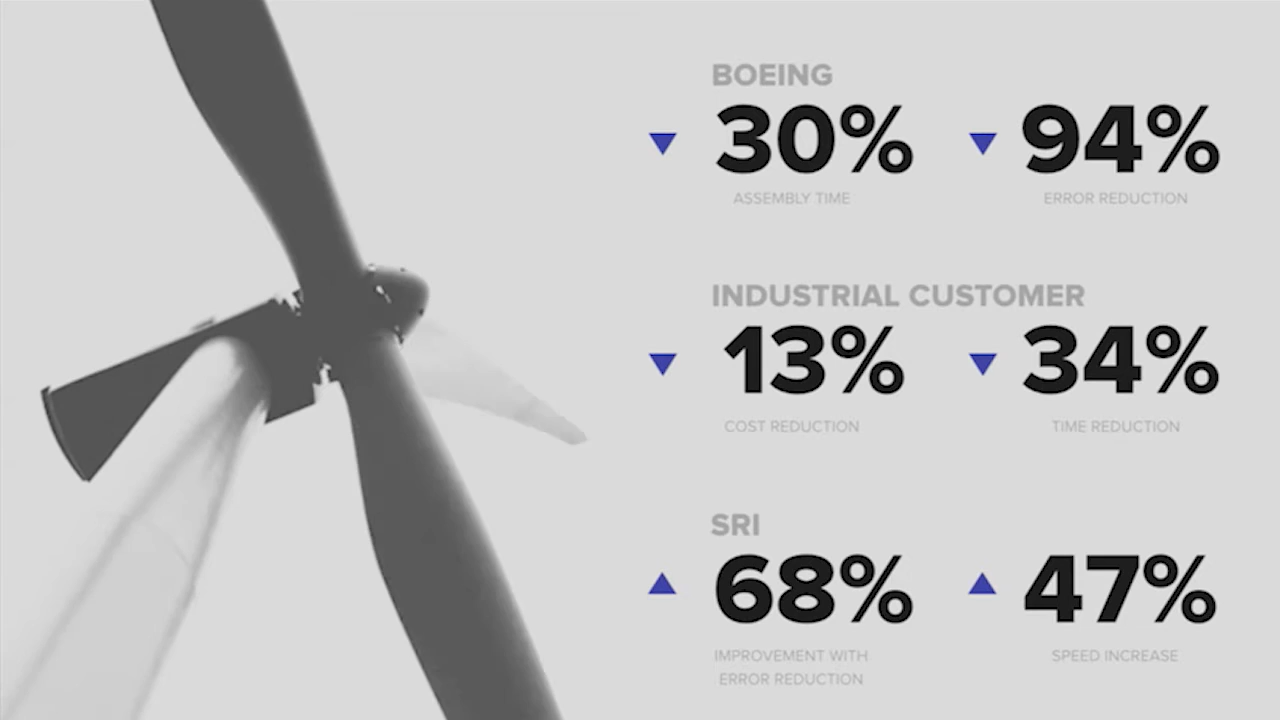 BOEING
▼ 30% ▼ 94%
ASSEMBLY TIME ERROR REDUCTION
INDUSTRIAL CUSTOMER
▼ 13% ▼ 34%
COST REDUCTION TIME REDUCTION
SRI
▲ 68% ▲ 47%
IMPROVEMENT WITH SPEED INCREASE
ERROR REDUCTION